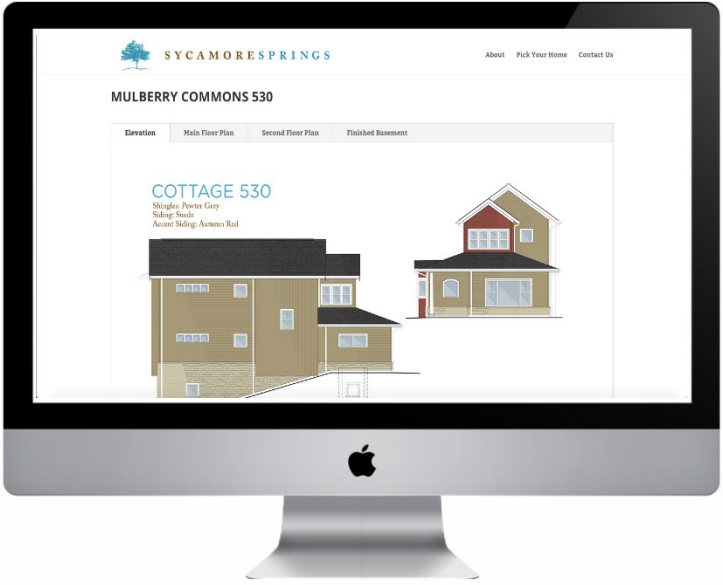 SYCAMORESPRINGS
About Pick Your Home Contact Us
MULBERRY COMMONS 530
Elevation Main Floor Plan Second Floor Plan Finished Basement
COTTAGE 530
Shingles: Pewter Grey
Siding: Suede
Accent Siding: Autumn Red